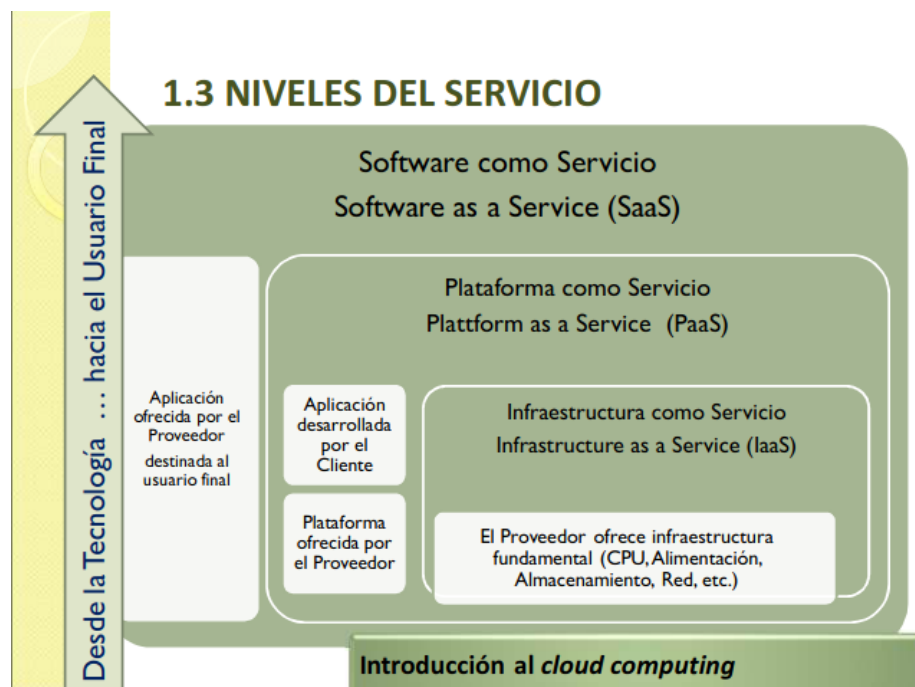 1.3 NIVELES DEL SERVICIO
Desde la Tecnología ... hacia el Usuario Final
Software como Servicio
Software as a Service (SaaS)
Plataforma como Servicio
Plattform as a Service (PaaS)
Aplicación
ofrecida por el
Proveedor
destinada al
usuario final
Aplicación
desarrollada
por el
Cliente
Plataforma
ofrecida por
el Proveedor
Infraestructura como Servicio
Infrastructure as a Service (IaaS)
El Proveedor ofrece infraestructura
fundamental (CPU, Alimentación,
Almacenamiento, Red, etc.)
Introducción al cloud computing